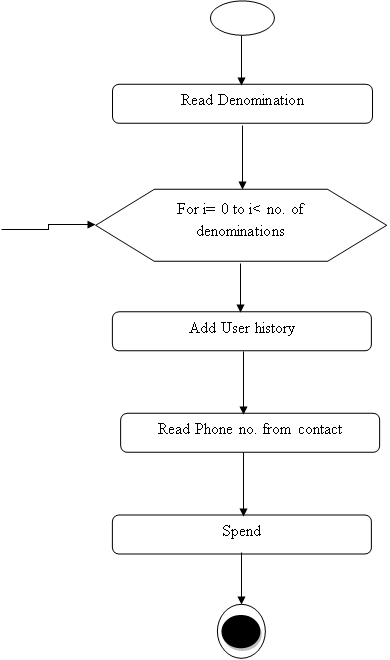 Read Denomination
For i= 0 to i< no. of
denominations
Add User history
Read Phone no. from contact
Spend